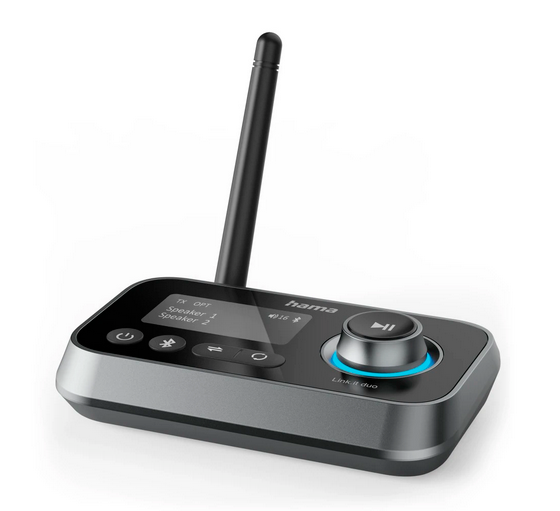 hama
TX OPT
16
Speaker 1
Speaker 2
Link.it duo